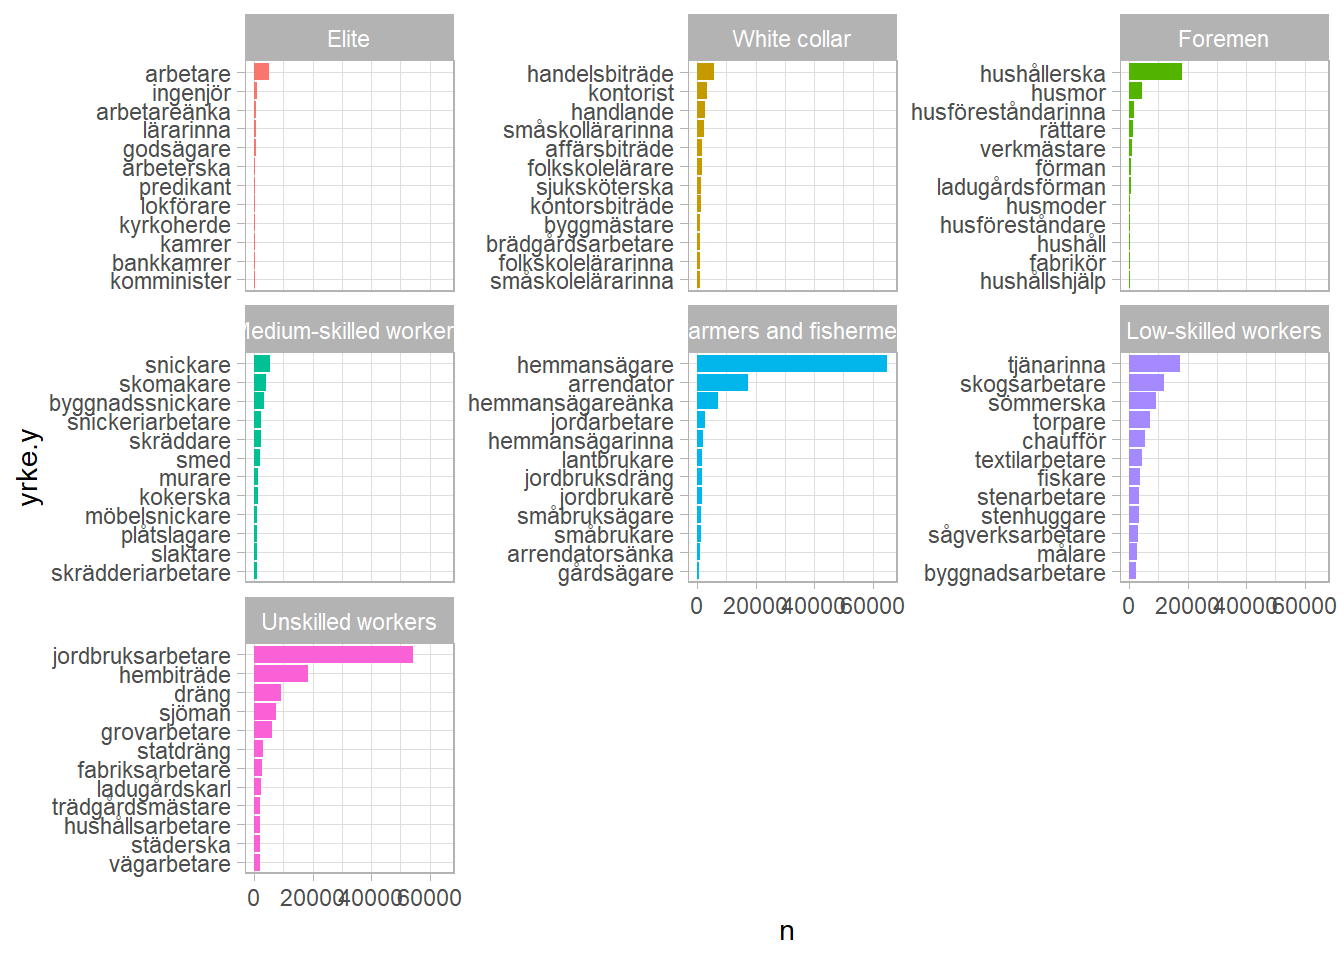 Elite
arbetare
ingenjör
arbetareänka
lärarinna
godsägare
arbeterska
predikant
lokförare
kyrkoherde
kamrer
bankkamrer
komminister
White collar
handelsbiträde
kontorist
handlande
småskollärarinna
affärsbiträde
folkskolelärare
sjuksköterska
kontorsbiträde
byggmästare
brädgårdsarbetare
folkskolelärarinna
småskolelärarinna
Foremen
hushållerska
husmor
husföreståndarinna
rättare
verkmästare
förman
ladugårdsförman
husmoder
husföreståndare
hushåll
fabrikör
hushållshjälp
Medium-skilled worker
snickare
skomakare
byggnadssnickare
snickeriarbetare
skräddare
smed
murare
kokerska
möbelsnickare
plåtslagare
slaktare
skrädderiarbetare
armers and fisherme
hemmansägare
arrendator
hemmansägareänka
jordarbetare
hemmansägarinna
lantbrukare
jordbruksdräng
jordbrukare
småbruksägare
småbrukare
arrendatorsänka
gårdsägare
0 20000 40000 60000
Low-skilled workers
tjänarinna
skogsarbetare
sömmerska
torpare
chaufför
textilarbetare
fiskare
stenarbetare
stenhuggare
sågverksarbetare
målare
byggnadsarbetare
0 20000 40000 60000
Unskilled workers
jordbruksarbetare
hembiträde
dräng
sjöman
grovarbetare
statdräng
fabriksarbetare
ladugårdskarl
trädgårdsmästare
hushållsarbetare
städerska
vägarbetare
0 20000 40000 60000
yrke.y
n